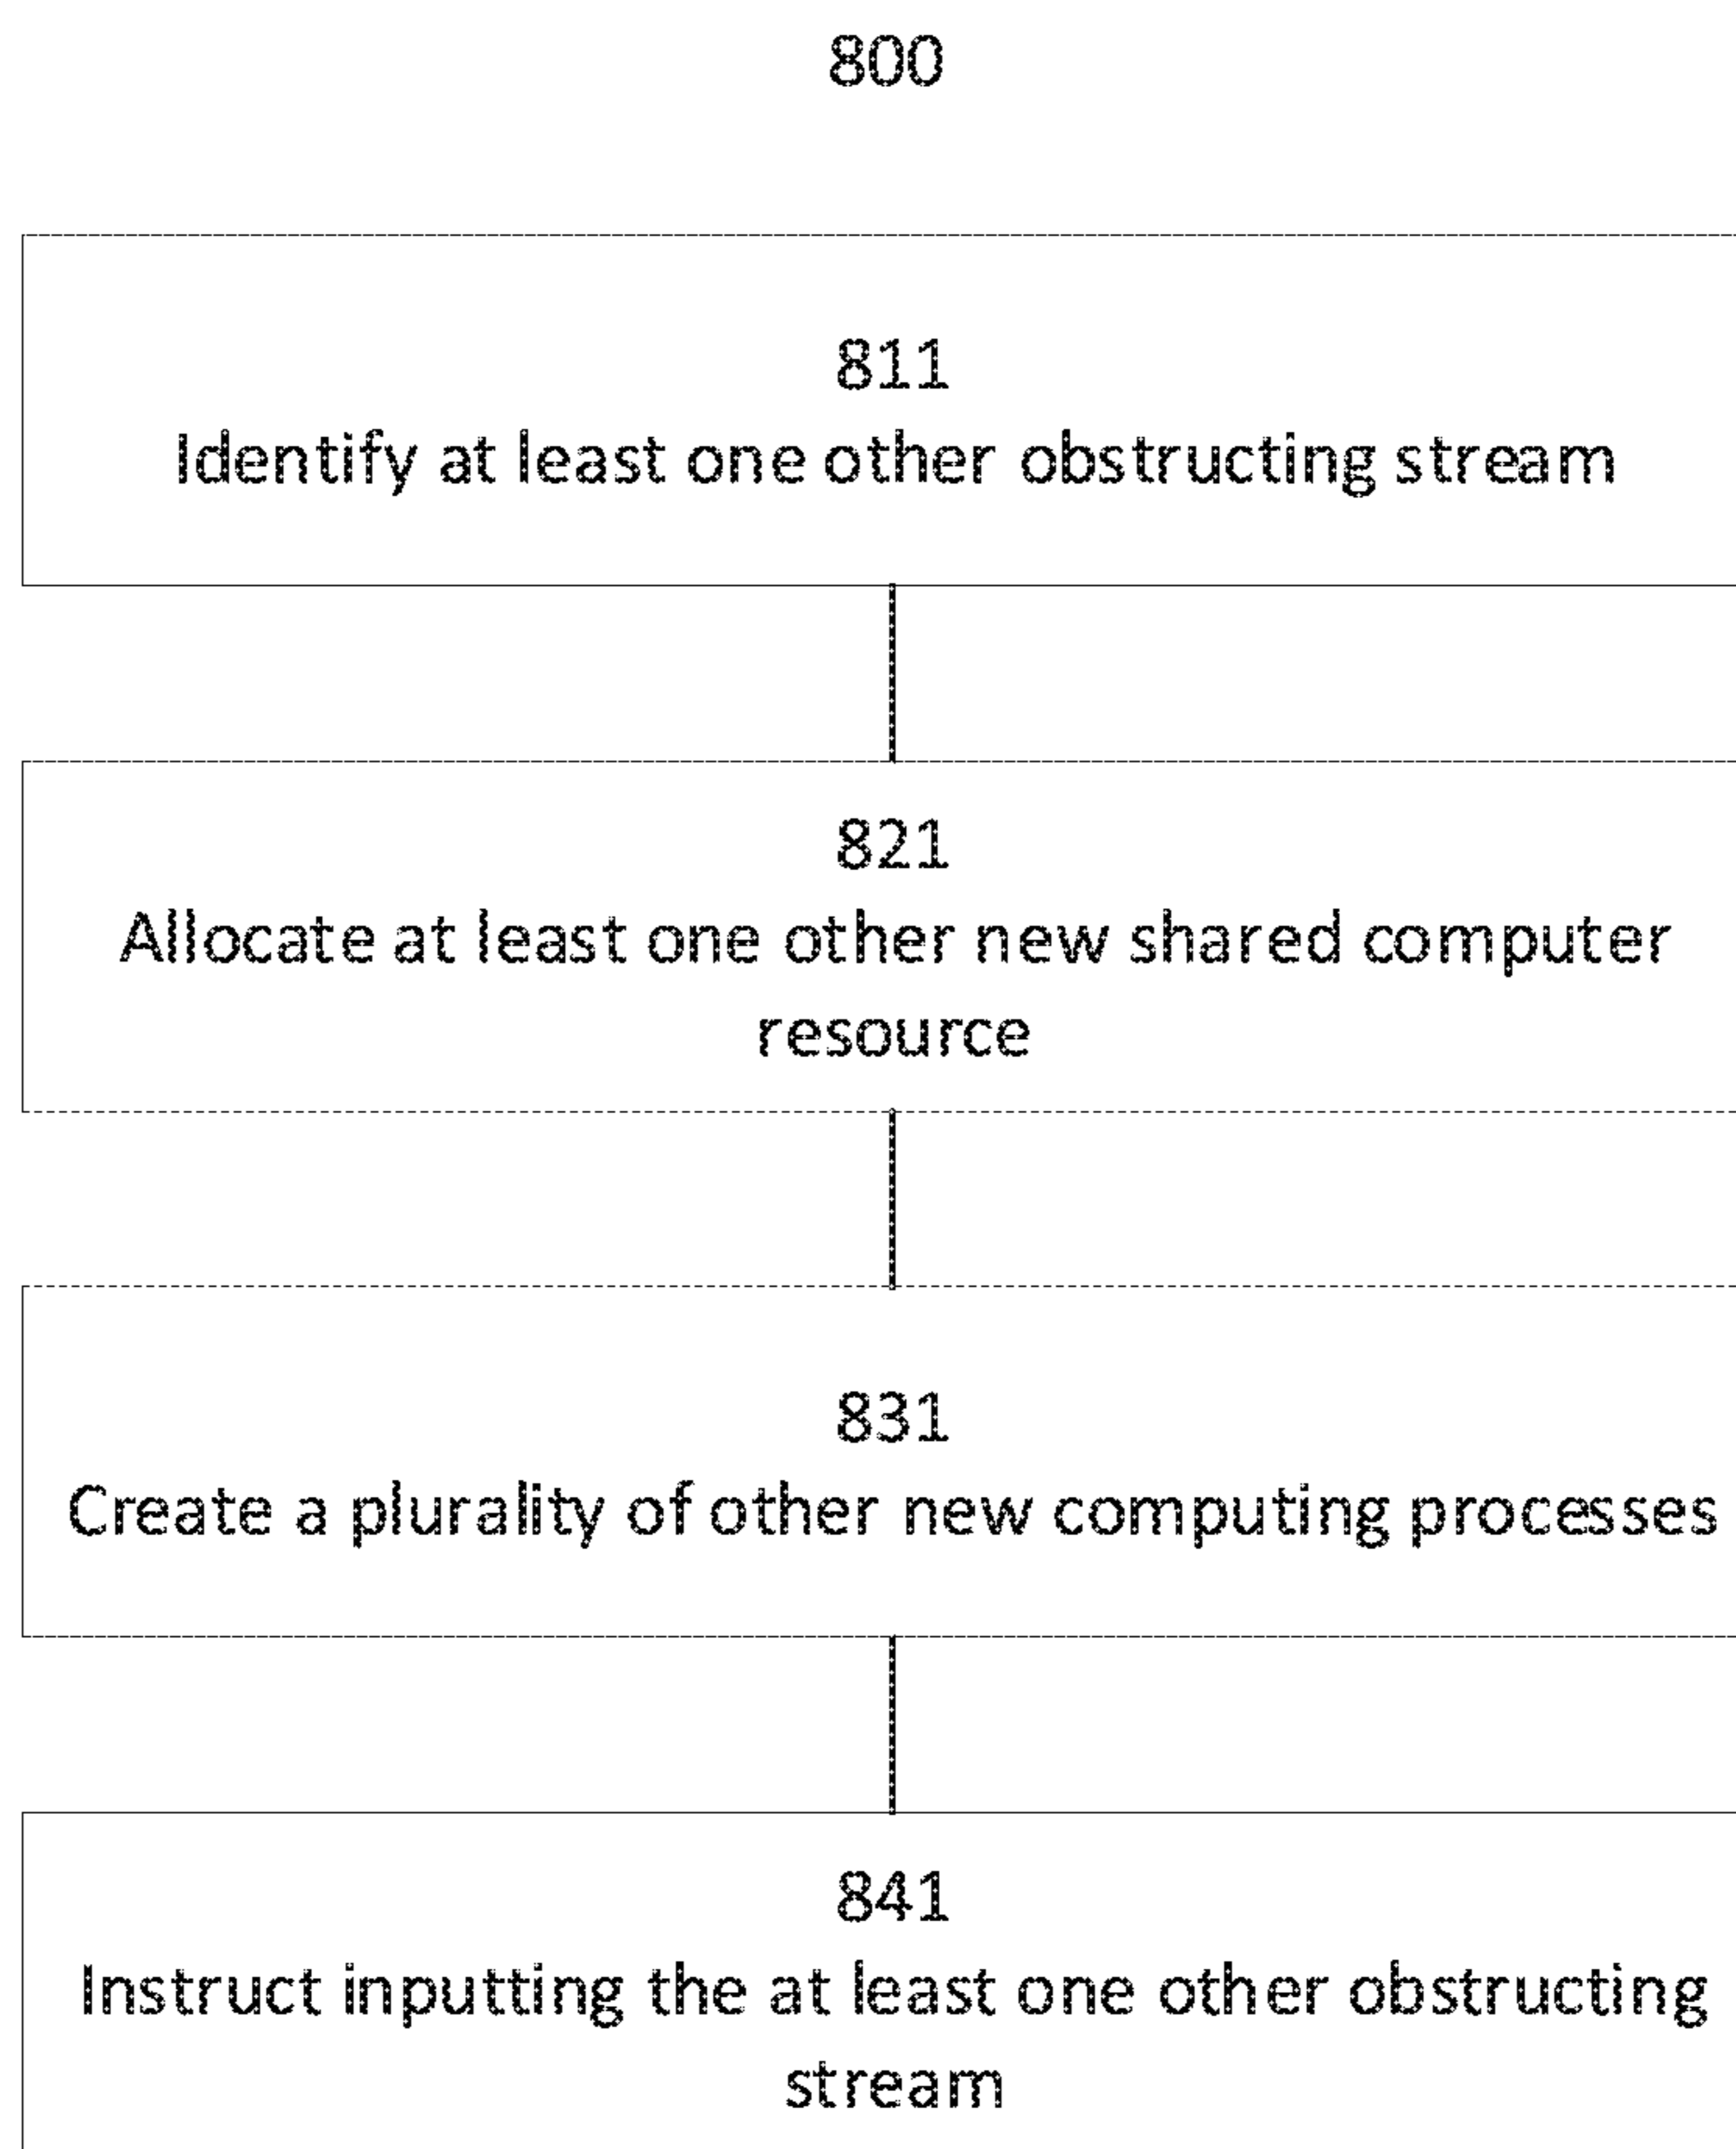 800
811
Identify at least one other obstructing stream
821
Allocate at least one other new shared computer
resource
831
Create a plurality of other new computing processes
841
Instruct inputting the at least one other obstructing
stream